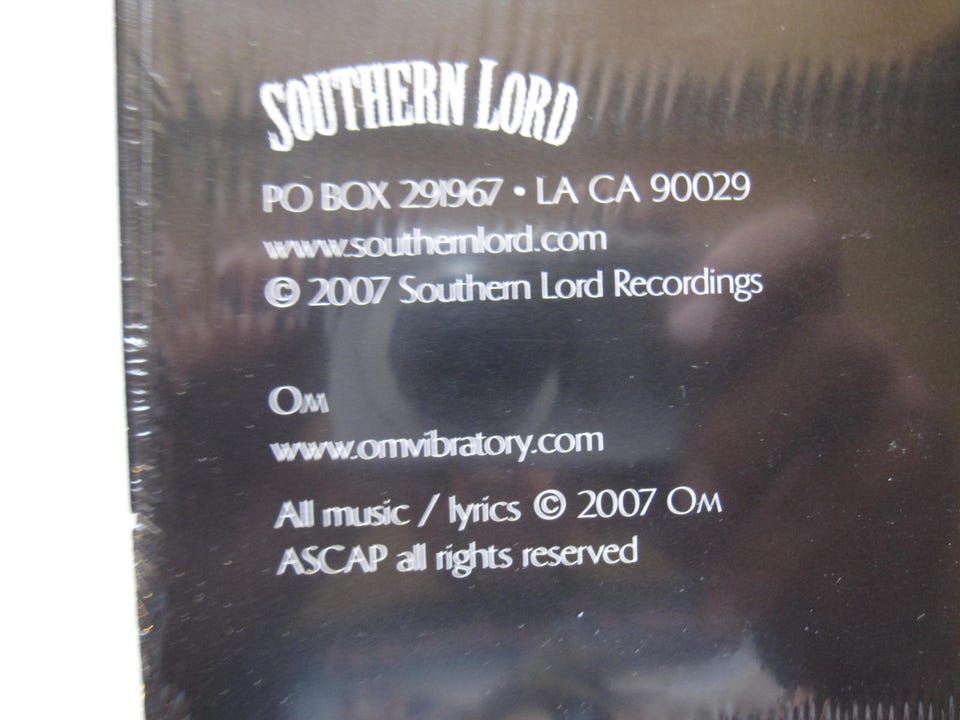 SOUTHERN LORD
PO BOX 291967 • LA CA 90029
www.southernlord.com
© 2007 Southern Lord Recordings
OM
www.omvibratory.com
All music / lyrics © 2007 OM
ASCAP all rights reserved